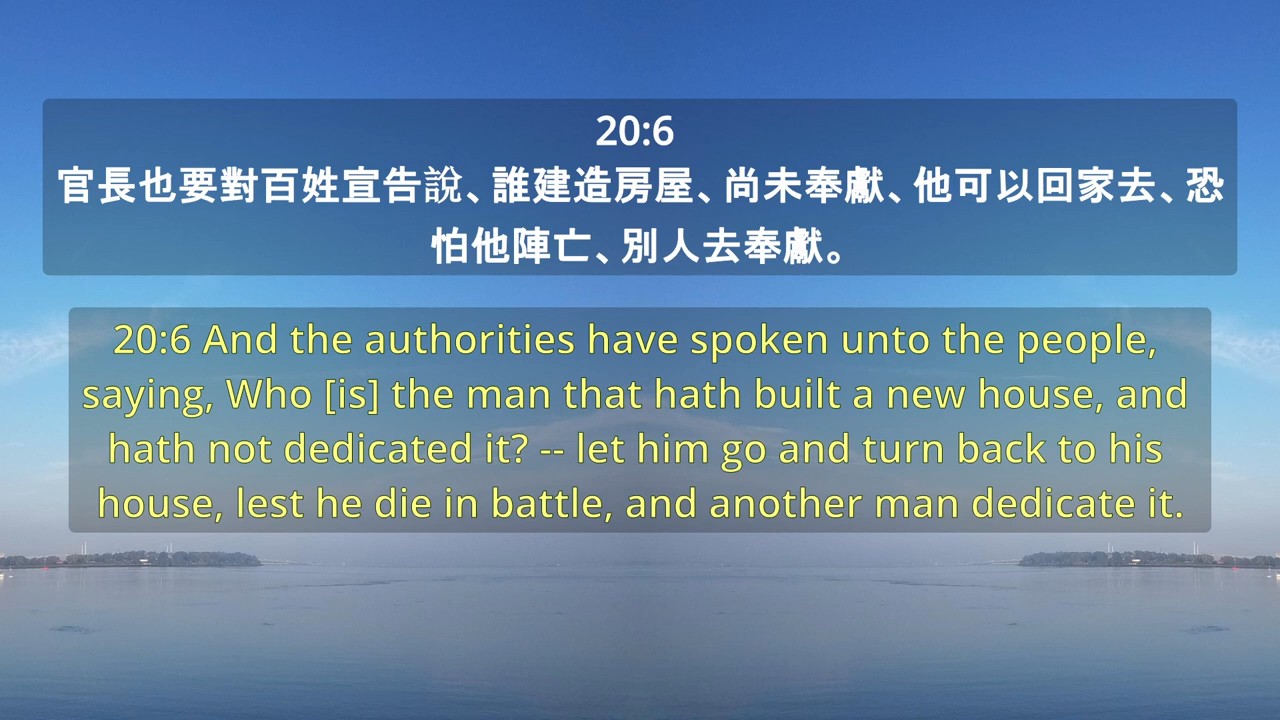 20:6
官長也要對百姓宣告說、誰建造房屋、尚未奉獻、他可以回家去、恐
怕他陣亡、別人去奉獻。
20:6 And the authorities have spoken unto the people,
saying, Who [is] the man that hath built a new house, and
hath not dedicated it? -- let him go and turn back to his
house, lest he die in battle, and another man dedicate it.